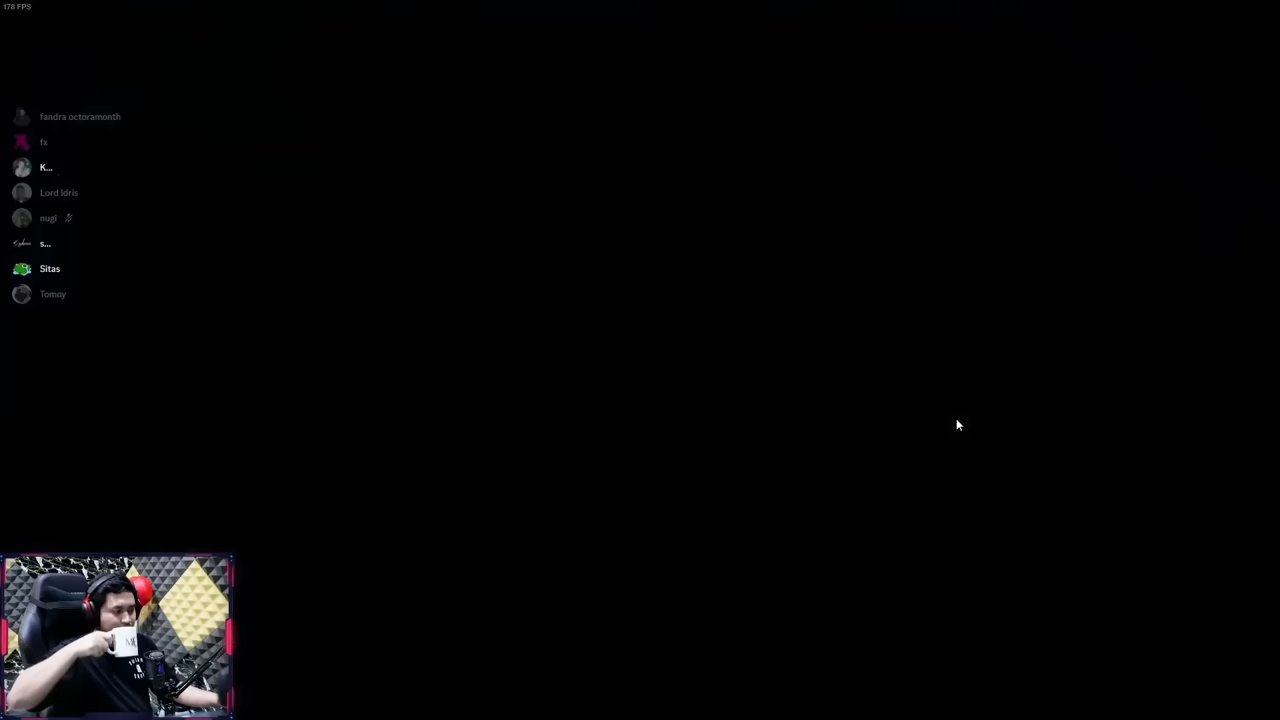 178 FPS
fandra octoramonth
fx
K...
Lord Idris
nugi
s...
Sitas
Tomoy